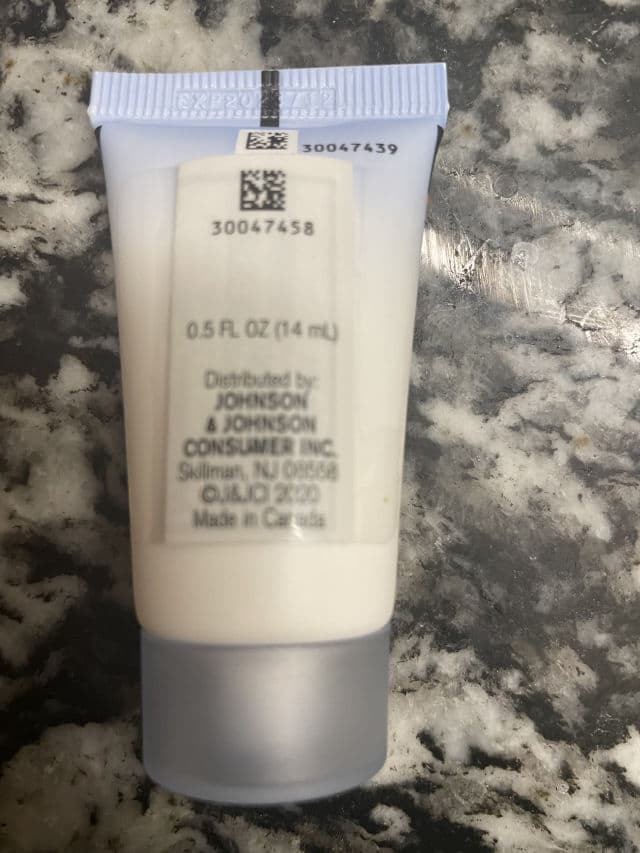 30047439
30047458
0.5 FL OZ (14 mL)
Distributed by:
JOHNSON
& JOHNSON
CONSUMER INC.
Skillman, NJ 08558
©J&JCI 2020
Made in Canada